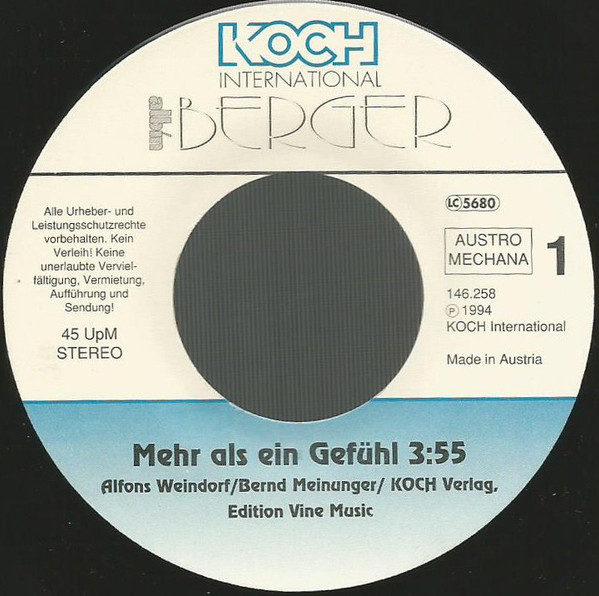 KOCH
INTERNATIONAL
BERGER
Alle Urheber- und
Leistungsschutzrechte
vorbehalten. Kein
Verleih! Keine
unerlaubte Verviel-
fältigung, Vermietung,
Aufführung und
Sendung!
45 UpM
STEREO
LC 5680
AUSTRO
MECHANA
1
146.258
℗ 1994
KOCH International
Made in Austria
Mehr als ein Gefühl 3:55
Alfons Weindorf/Bernd Meinunger/ KOCH Verlag,
Edition Vine Music